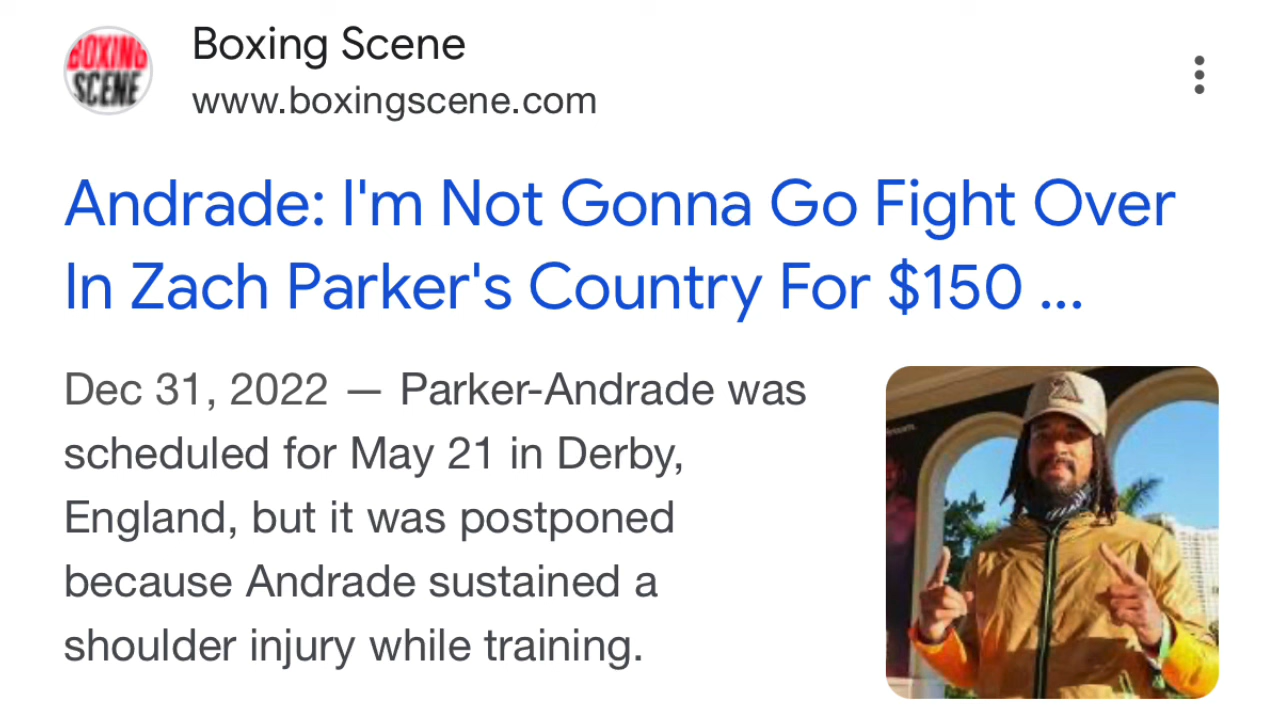 BOXING
SCENE
Boxing Scene
www.boxingscene.com
Andrade: I'm Not Gonna Go Fight Over
In Zach Parker's Country For $150 ...
Dec 31, 2022 — Parker-Andrade was
scheduled for May 21 in Derby,
England, but it was postponed
because Andrade sustained a
shoulder injury while training.